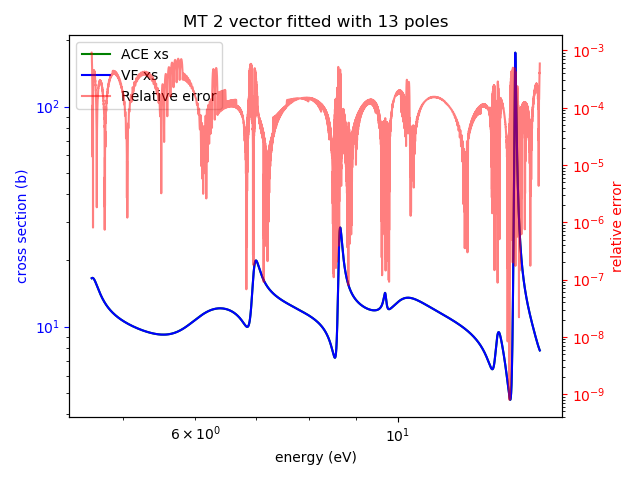 MT 2 vector fitted with 13 poles
ACE xs
VF xs
Relative error
cross section (b)
10²
10¹
relative error
10⁻³
10⁻⁴
10⁻⁵
10⁻⁶
10⁻⁷
10⁻⁸
10⁻⁹
6 × 10⁰
10¹
energy (eV)